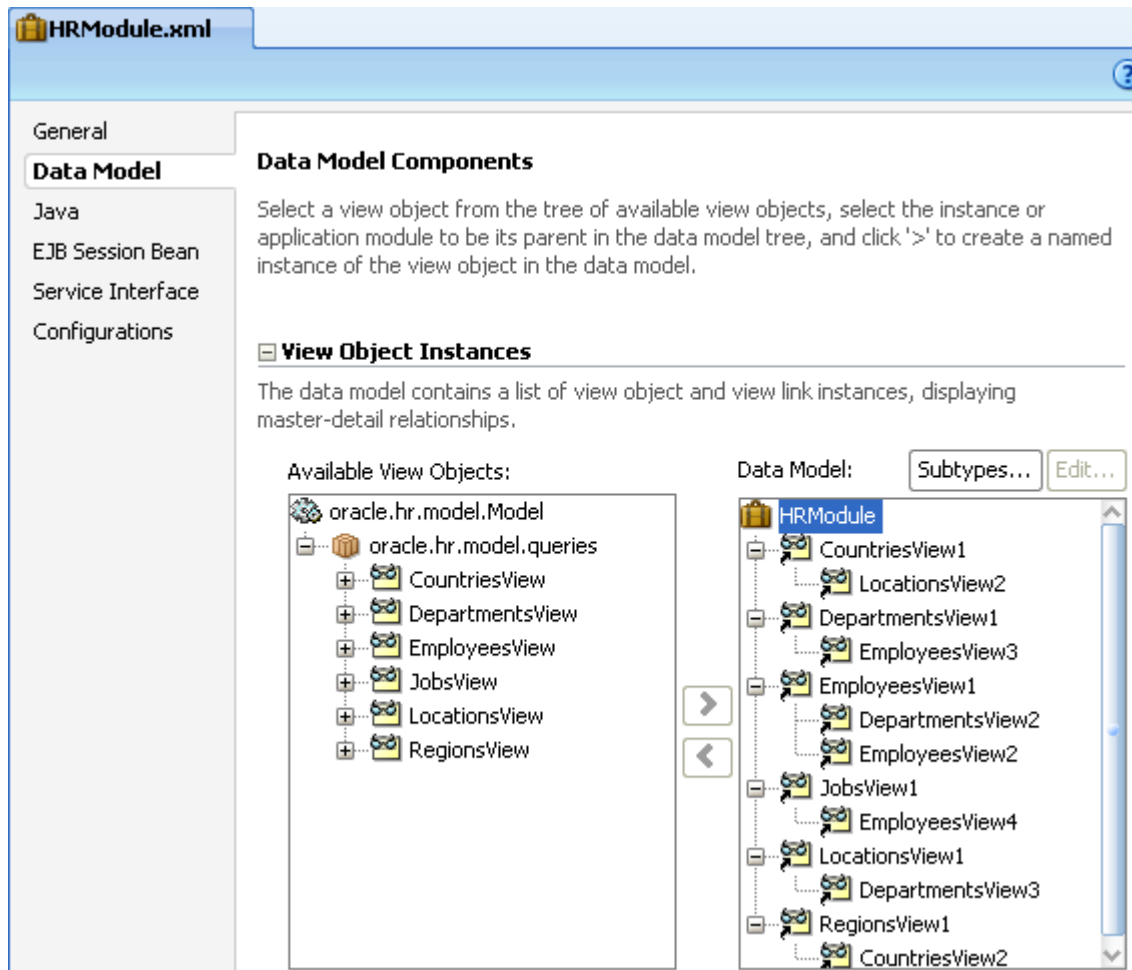 HRModule.xml
?
General
Data Model
Java
EJB Session Bean
Service Interface
Configurations
Data Model Components
Select a view object from the tree of available view objects, select the instance or
application module to be its parent in the data model tree, and click '>' to create a named
instance of the view object in the data model.
View Object Instances
The data model contains a list of view object and view link instances, displaying
master-detail relationships.
Available View Objects:
oracle.hr.model.Model
oracle.hr.model.queries
CountriesView
DepartmentsView
EmployeesView
JobsView
LocationsView
RegionsView
Data Model:
Subtypes...
Edit...
HRModule
CountriesView1
LocationsView2
DepartmentsView1
EmployeesView3
EmployeesView1
DepartmentsView2
EmployeesView2
JobsView1
EmployeesView4
LocationsView1
DepartmentsView3
RegionsView1
CountriesView2